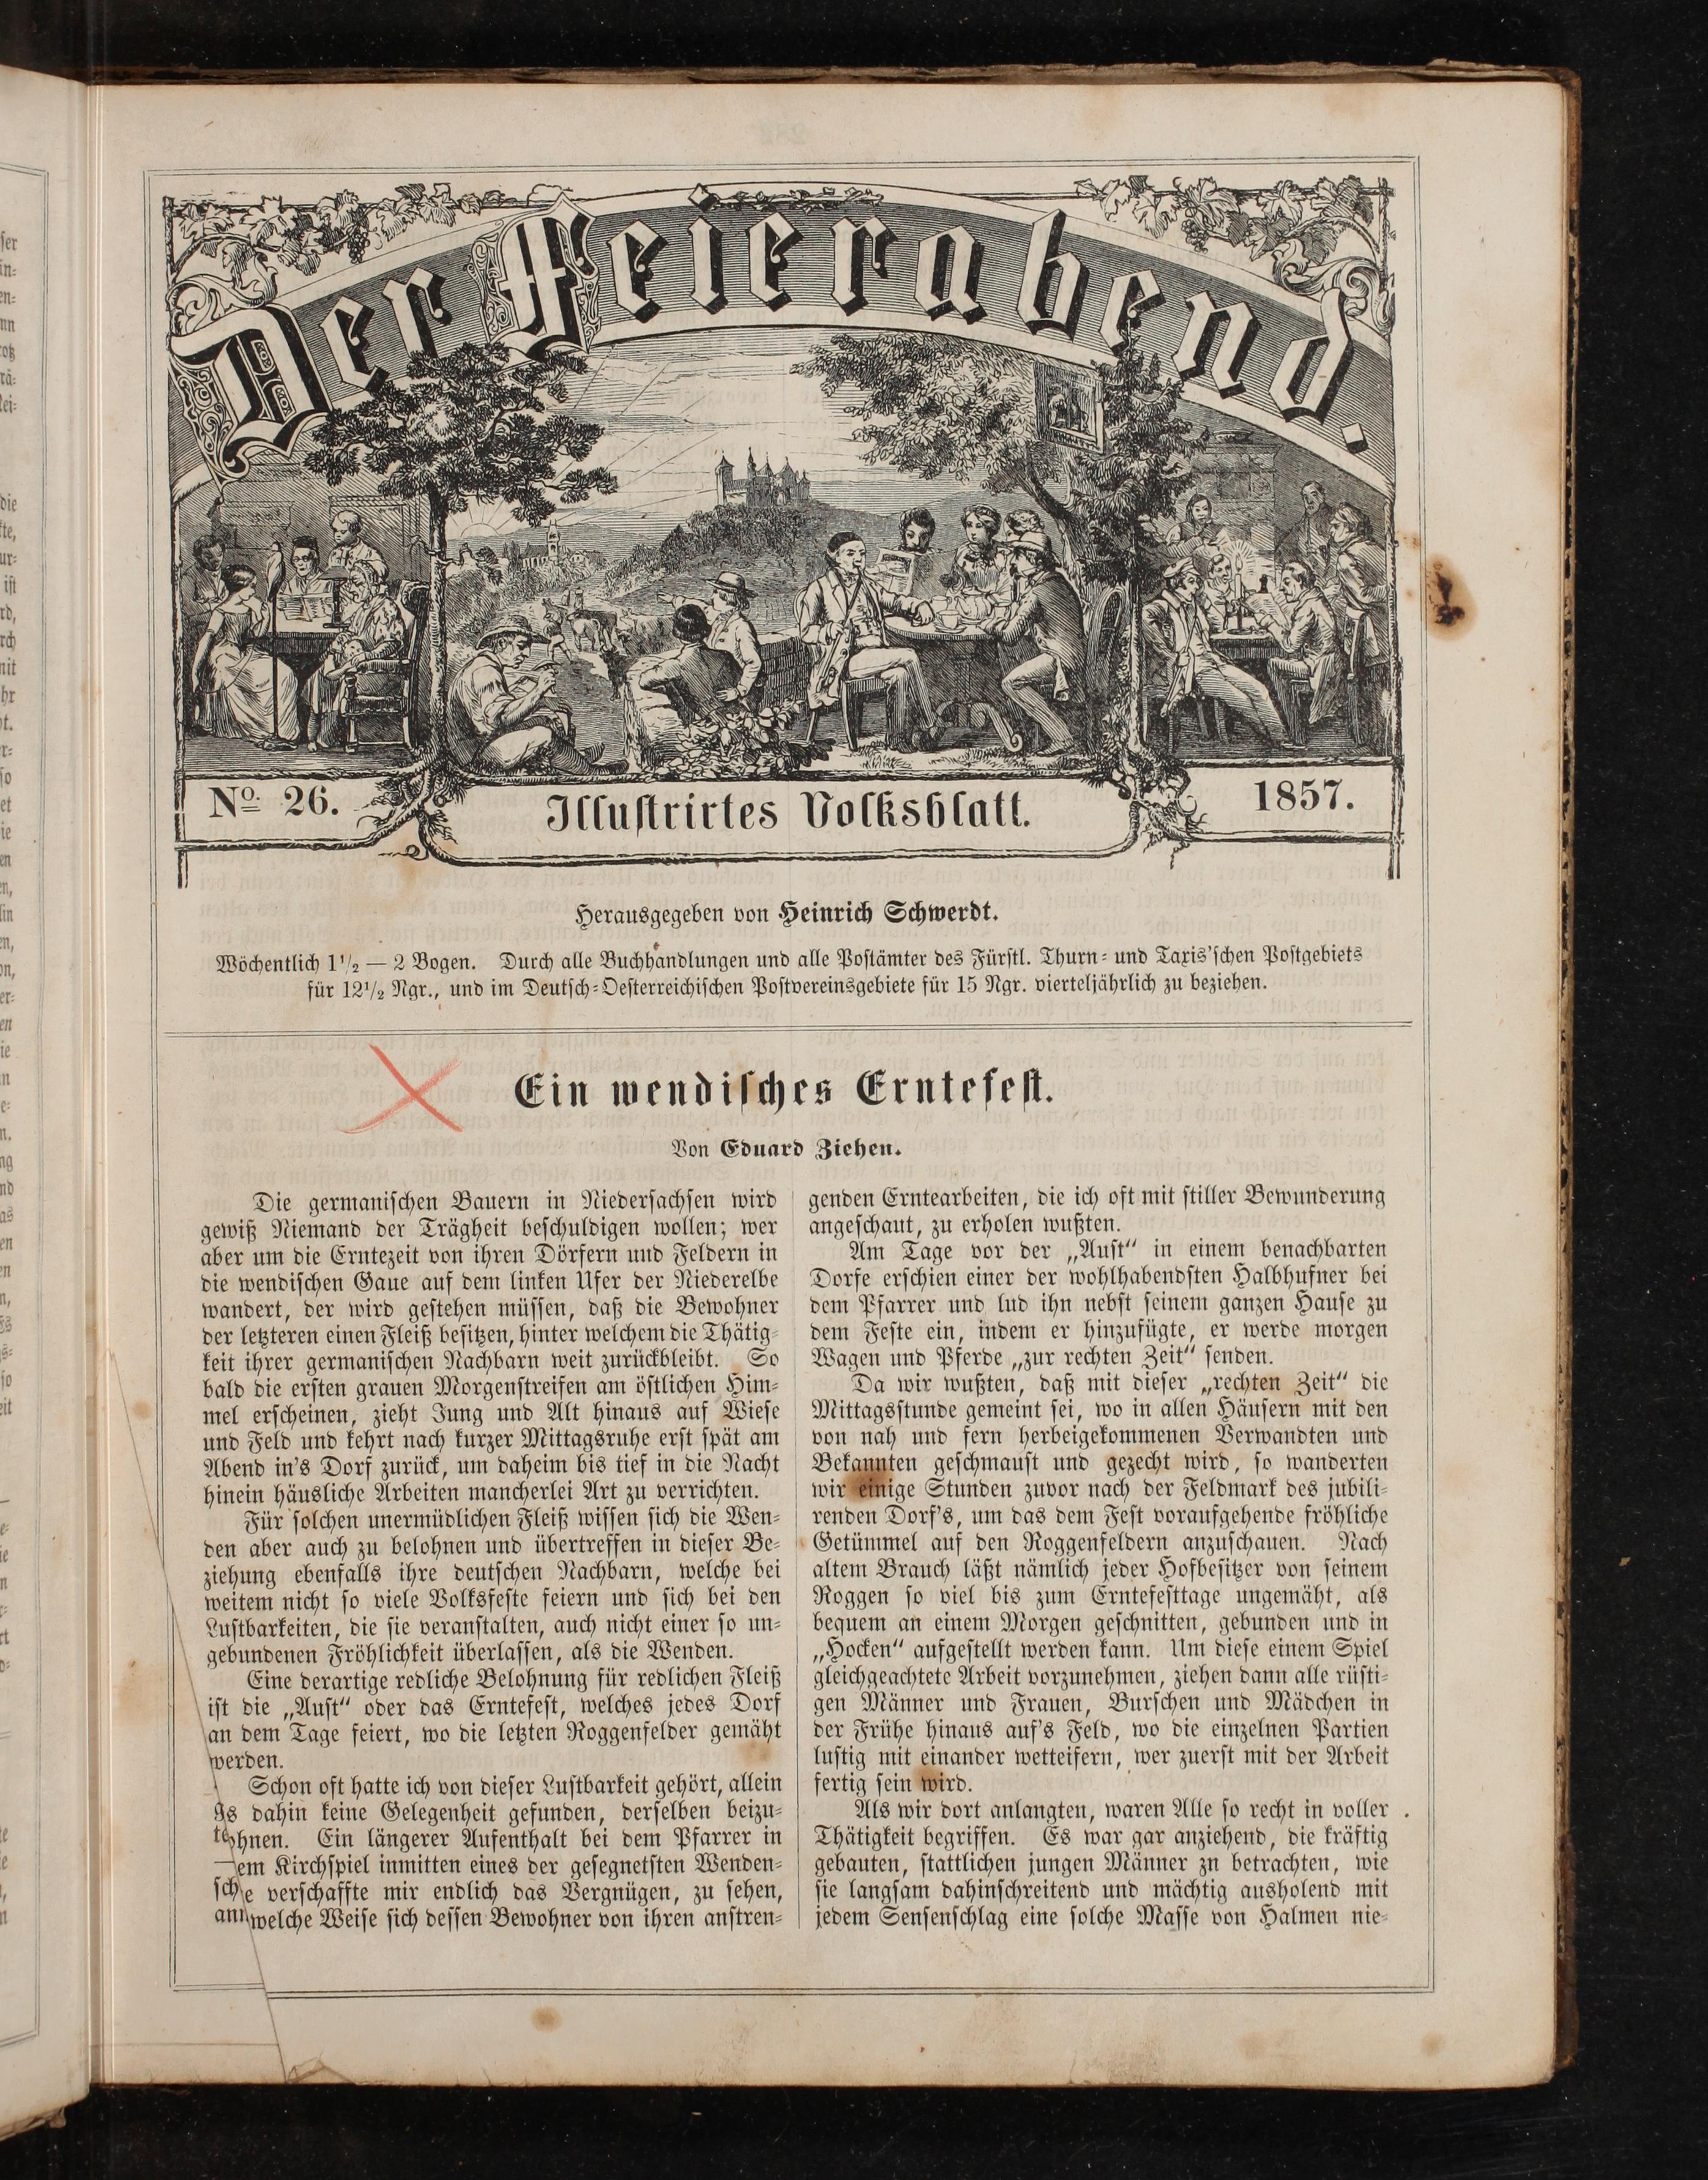 Der Feierabend.
No. 26.
Illustrirtes Volksblatt.
1857.
Herausgegeben von Heinrich Schwerdt.
Wöchentlich 1 1/2 — 2 Bogen. Durch alle Buchhandlungen und alle Postämter des Fürstl. Thurn- und Taxis'schen Postgebiets
für 12 1/2 Ngr., und im Deutsch-Oesterreichischen Postvereinsgebiete für 15 Ngr. vierteljährlich zu beziehen.
Ein wendisches Erntefest.
Von Eduard Ziehen.
Die germanischen Bauern in Niedersachsen wird
gewiß Niemand der Trägheit beschuldigen wollen; wer
aber um die Erntezeit von ihren Dörfern und Feldern in
die wendischen Gaue auf dem linken Ufer der Niederelbe
wandert, der wird gestehen müssen, daß die Bewohner
der letzteren einen Fleiß besitzen, hinter welchem die Thätig-
keit ihrer germanischen Nachbarn weit zurückbleibt. So
bald die ersten grauen Morgenstreifen am östlichen Him-
mel erscheinen, zieht Jung und Alt hinaus auf Wiese
und Feld und kehrt nach kurzer Mittagsruhe erst spät am
Abend in's Dorf zurück, um daheim bis tief in die Nacht
hinein häusliche Arbeiten mancherlei Art zu verrichten.
Für solchen unermüdlichen Fleiß wissen sich die Wen-
den aber auch zu belohnen und übertreffen in dieser Be-
ziehung ebenfalls ihre deutschen Nachbarn, welche bei
weitem nicht so viele Volksfeste feiern und sich bei den
Lustbarkeiten, die sie veranstalten, auch nicht einer so un-
gebundenen Fröhlichkeit überlassen, als die Wenden.
Eine derartige redliche Belohnung für redlichen Fleiß
ist die „Aust“ oder das Erntefest, welches jedes Dorf
an dem Tage feiert, wo die letzten Roggenfelder gemäht
werden.
Schon oft hatte ich von dieser Lustbarkeit gehört, allein
dahin keine Gelegenheit gefunden, derselben beizu-
Ein längerer Aufenthalt bei dem Pfarrer in
Kirchspiel inmitten eines der gesegnetsten Wenden-
verschaffte mir endlich das Vergnügen, zu sehen,
welche Weise sich dessen Bewohner von ihren anstren-
genden Erntearbeiten, die ich oft mit stiller Bewunderung
angeschaut, zu erholen wußten.
Am Tage vor der „Aust“ in einem benachbarten
Dorfe erschien einer der wohlhabendsten Halbhufner bei
dem Pfarrer und lud ihn nebst seinem ganzen Hause zu
dem Feste ein, indem er hinzufügte, er werde morgen
Wagen und Pferde „zur rechten Zeit“ senden.
Da wir wußten, daß mit dieser „rechten Zeit“ die
Mittagsstunde gemeint sei, wo in allen Häusern mit den
von nah und fern herbeigekommenen Verwandten und
Bekannten geschmaust und gezecht wird, so wanderten
wir einige Stunden zuvor nach der Feldmark des jubili-
renden Dorf's, um das dem Fest voraufgehende fröhliche
Getümmel auf den Roggenfeldern anzuschauen. Nach
altem Brauch läßt nämlich jeder Hofbesitzer von seinem
Roggen so viel bis zum Erntefesttage ungemäht, als
bequem an einem Morgen geschnitten, gebunden und in
„Hocken“ aufgestellt werden kann. Um diese einem Spiel
gleichgeachtete Arbeit vorzunehmen, ziehen dann alle rüsti-
gen Männer und Frauen, Burschen und Mädchen in
der Frühe hinaus auf's Feld, wo die einzelnen Partien
lustig mit einander wetteifern, wer zuerst mit der Arbeit
fertig sein wird.
Als wir dort anlangten, waren Alle so recht in voller
Thätigkeit begriffen. Es war gar anziehend, die kräftig
gebauten, stattlichen jungen Männer zn betrachten, wie
sie langsam dahinschreitend und mächtig ausholend mit
jedem Sensenschlag eine solche Masse von Halmen nie-